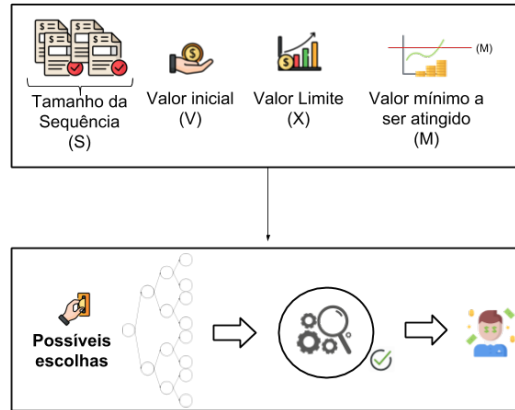 (M)
Tamanho da
Sequência
(S)
Valor inicial
(V)
Valor Limite
(X)
Valor mínimo a
ser atingido
(M)
Possíveis
escolhas